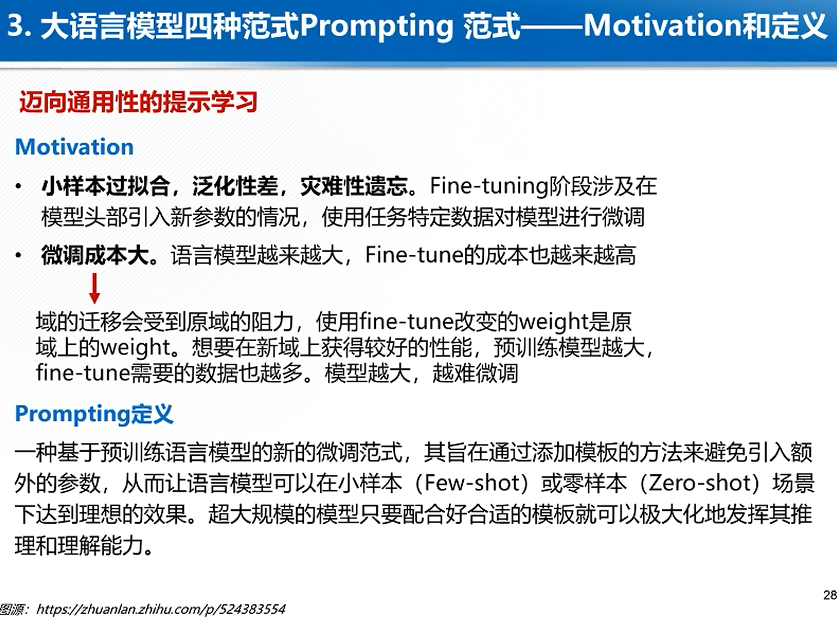 3. 大语言模型四种范式Prompting 范式——Motivation和定义
迈向通用性的提示学习
Motivation
• 小样本过拟合，泛化性差，灾难性遗忘。Fine-tuning阶段涉及在
模型头部引入新参数的情况，使用任务特定数据对模型进行微调
• 微调成本大。语言模型越来越大，Fine-tune的成本也越来越高
域的迁移会受到原域的阻力，使用fine-tune改变的weight是原
域上的weight。想要在新域上获得较好的性能，预训练模型越大，
fine-tune需要的数据也越多。模型越大，越难微调
Prompting定义
一种基于预训练语言模型的新的微调范式，其旨在通过添加模板的方法来避免引入额
外的参数，从而让语言模型可以在小样本（Few-shot）或零样本（Zero-shot）场景
下达到理想的效果。超大规模的模型只要配合好合适的模板就可以极大化地发挥其推
理和理解能力。
28
图源：https://zhuanlan.zhihu.com/p/524383554